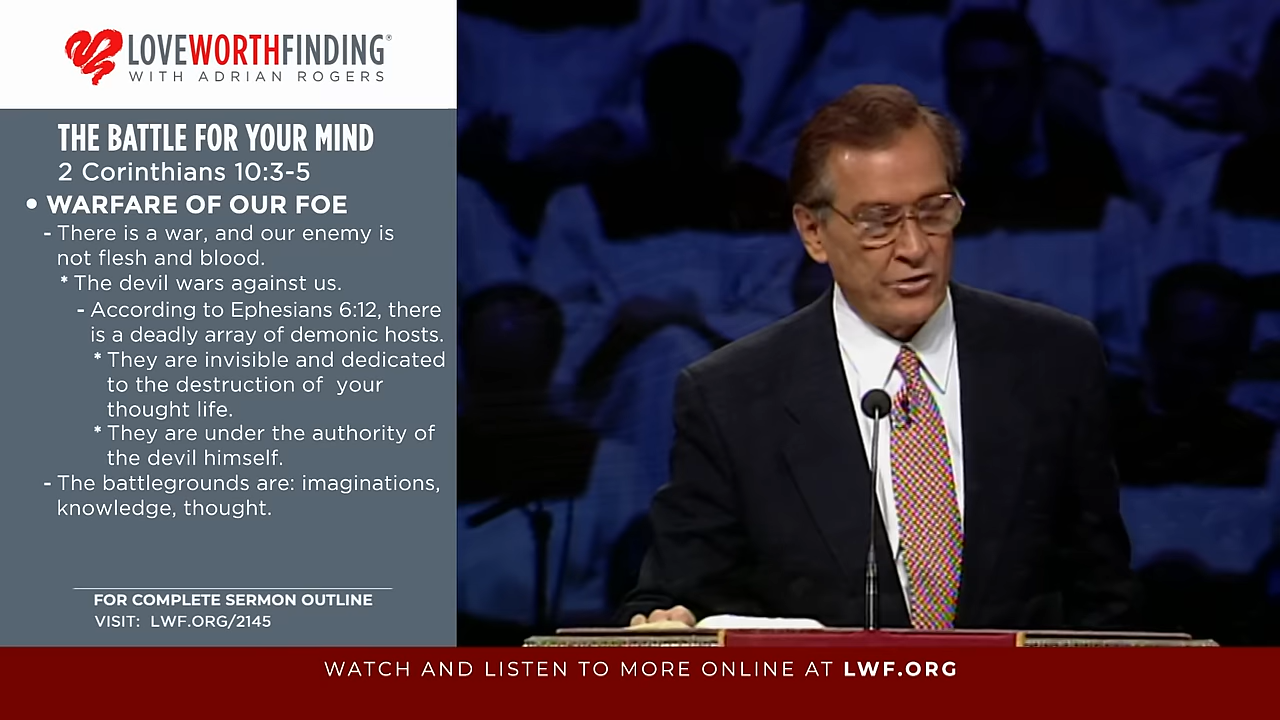 LOVEWORTHFINDING®
WITH ADRIAN ROGERS
THE BATTLE FOR YOUR MIND
2 Corinthians 10:3-5
• WARFARE OF OUR FOE
- There is a war, and our enemy is
not flesh and blood.
* The devil wars against us.
- According to Ephesians 6:12, there
is a deadly array of demonic hosts.
* They are invisible and dedicated
to the destruction of your
thought life.
* They are under the authority of
the devil himself.
- The battlegrounds are: imaginations,
knowledge, thought.
FOR COMPLETE SERMON OUTLINE
VISIT: LWF.ORG/2145
WATCH AND LISTEN TO MORE ONLINE AT LWF.ORG